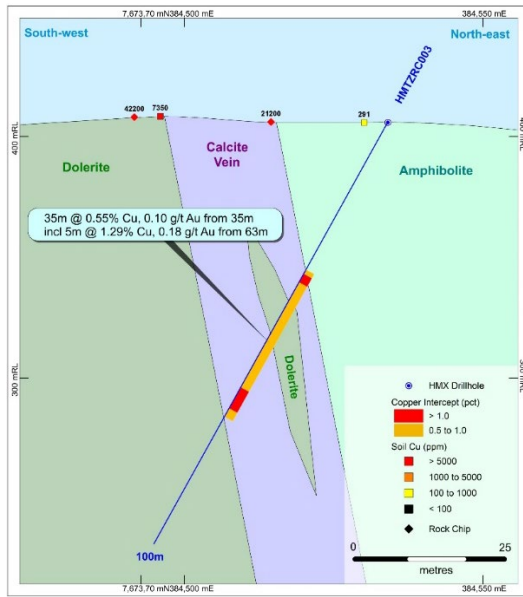 7,673,70 mN384,500 mE
384,550 mE
South-west
North-east
HMTZRC003
42200
7350
21200
291
400 mRL
Calcite
Vein
Dolerite
Amphibolite
35m @ 0.55% Cu, 0.10 g/t Au from 35m
incl 5m @ 1.29% Cu, 0.18 g/t Au from 63m
Dolerite
300 mRL
HMX Drillhole
Copper Intercept (pct)
> 1.0
0.5 to 1.0
Soil Cu (ppm)
> 5000
1000 to 5000
100 to 1000
< 100
Rock Chip
0
25
metres
100m
7,673,70 mN384,500 mE
384,550 mE